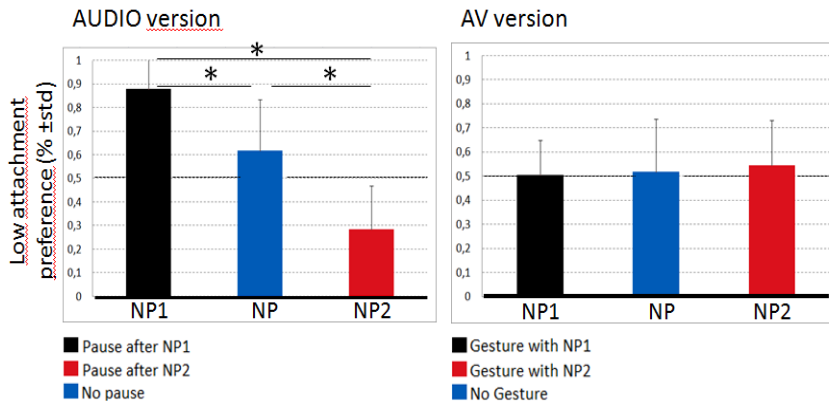 AUDIO version
Low attachment
preference (% ±std)
1
0,9
0,8
0,7
0,6
0,5
0,4
0,3
0,2
0,1
0
*
*
*
NP1
NP
NP2
Pause after NP1
Pause after NP2
No pause
AV version
1
0,9
0,8
0,7
0,6
0,5
0,4
0,3
0,2
0,1
0
NP1
NP
NP2
Gesture with NP1
Gesture with NP2
No Gesture